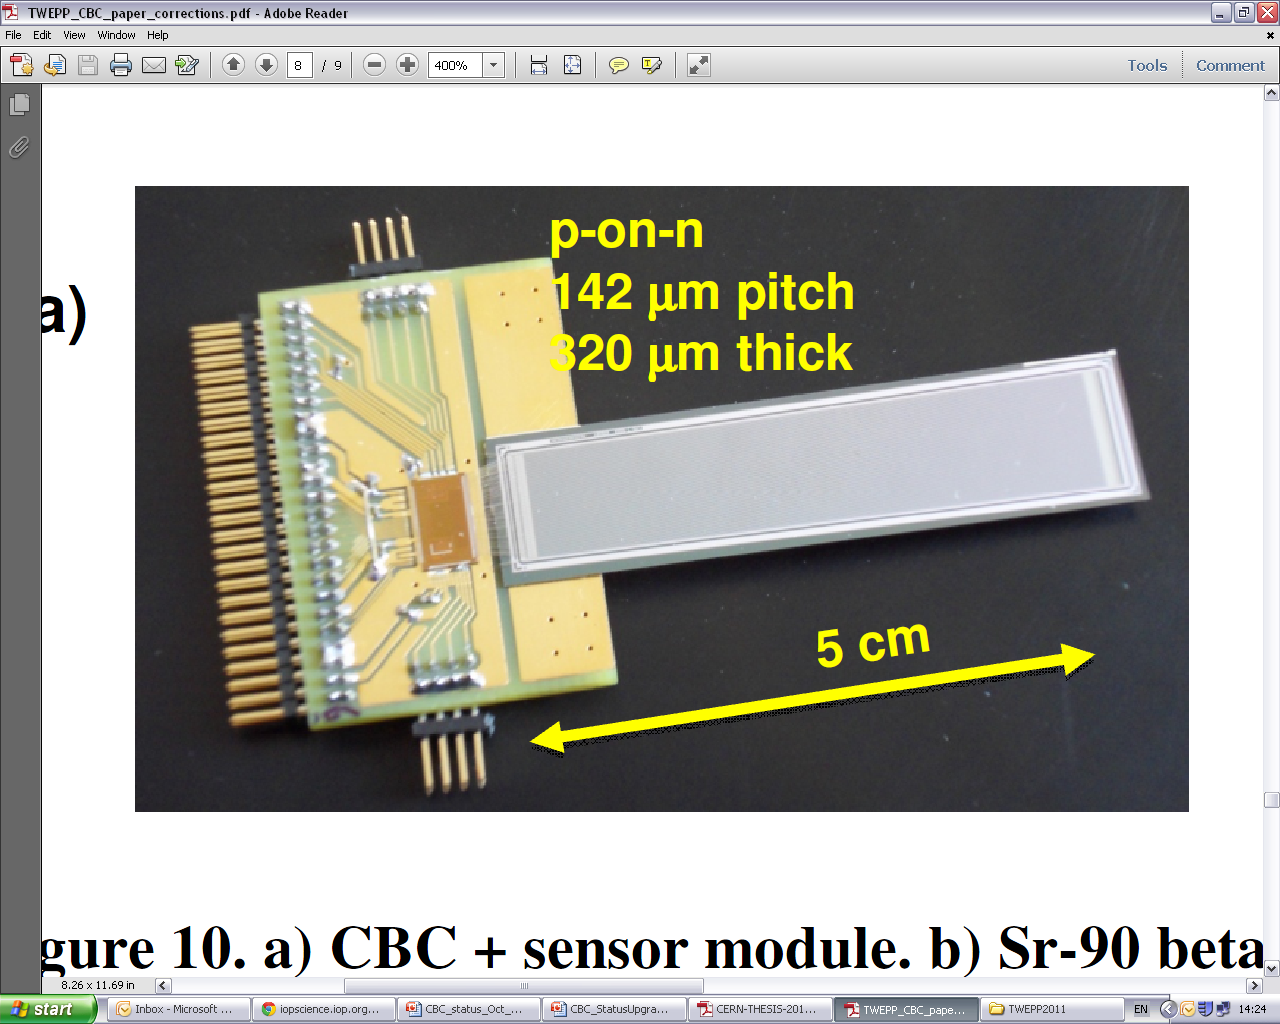 TWEPP_CBC_paper_corrections.pdf - Adobe Reader
File Edit View Window Help
8 / 9 400% Tools Comment
a)
p-on-n
142 μm pitch
320 μm thick
5 cm
gure 10. a) CBC + sensor module. b) Sr-90 beta
8.26 x 11.69 in
start Inbox - Microsoft ... iopscience.iop.org... CBC_status_Oct_... CBC_StatusUpgra... CERN-THESIS-201... TWEPP_CBC_pape... TWEPP2011 EN 14:24